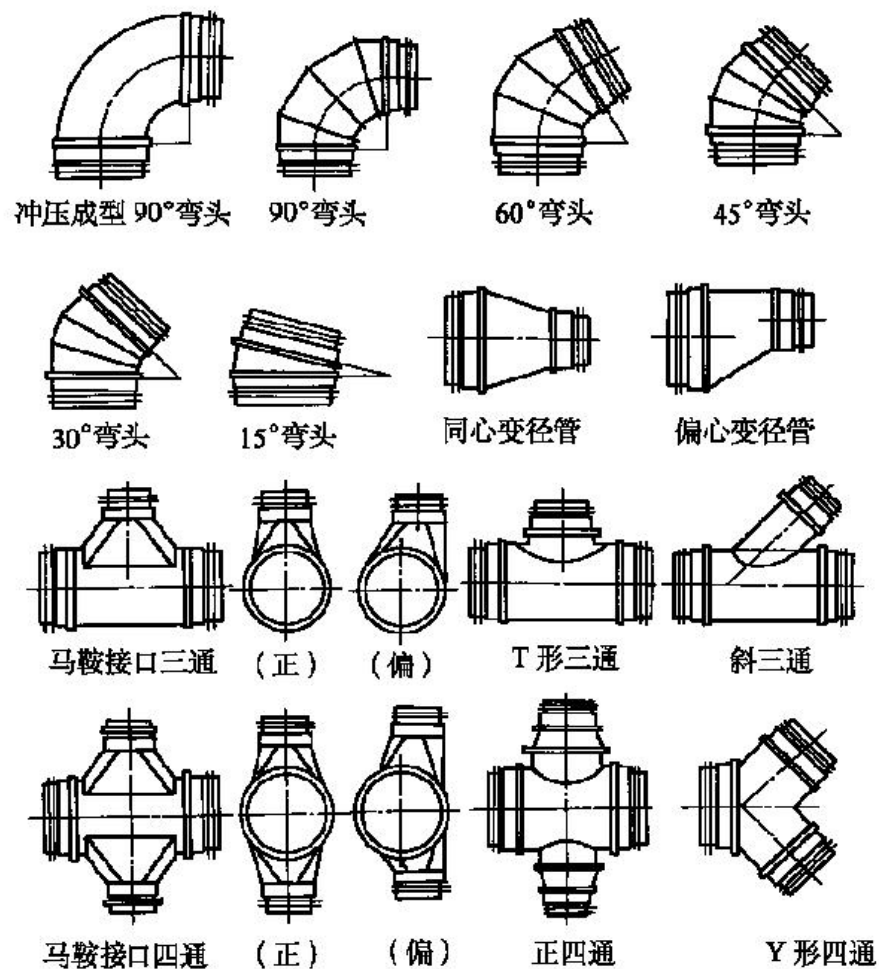 冲压成型 90°弯头 90°弯头 60°弯头 45°弯头
30°弯头 15°弯头 同心变径管 偏心变径管
马鞍接口三通 (正) (偏) T 形三通 斜三通
马鞍接口四通 (正) (偏) 正四通 Y 形四通